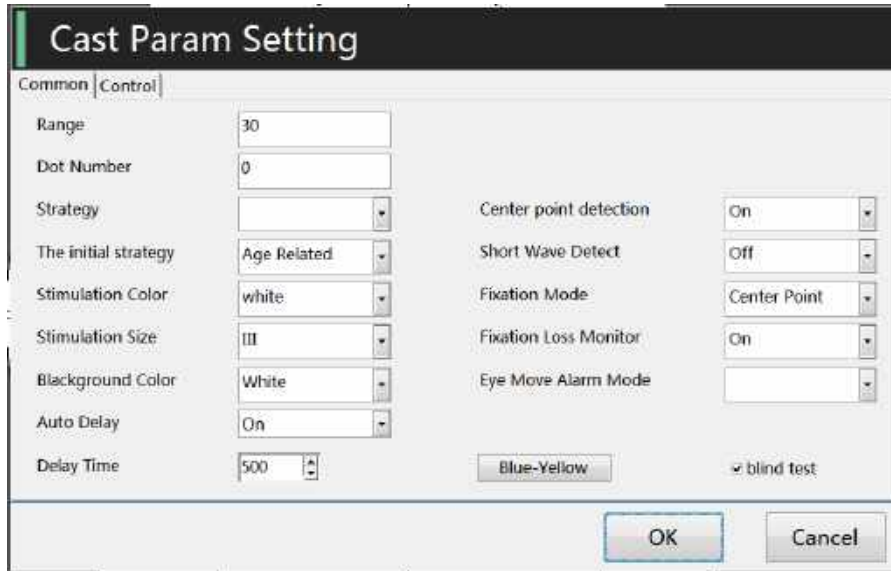 Cast Param Setting
Common Control
Range 30
Dot Number 0
Strategy Center point detection On
The initial strategy Age Related Short Wave Detect Off
Stimulation Color white Fixation Mode Center Point
Stimulation Size III Fixation Loss Monitor On
Blackground Color White Eye Move Alarm Mode
Auto Delay On
Delay Time 500 Blue-Yellow blind test
OK Cancel